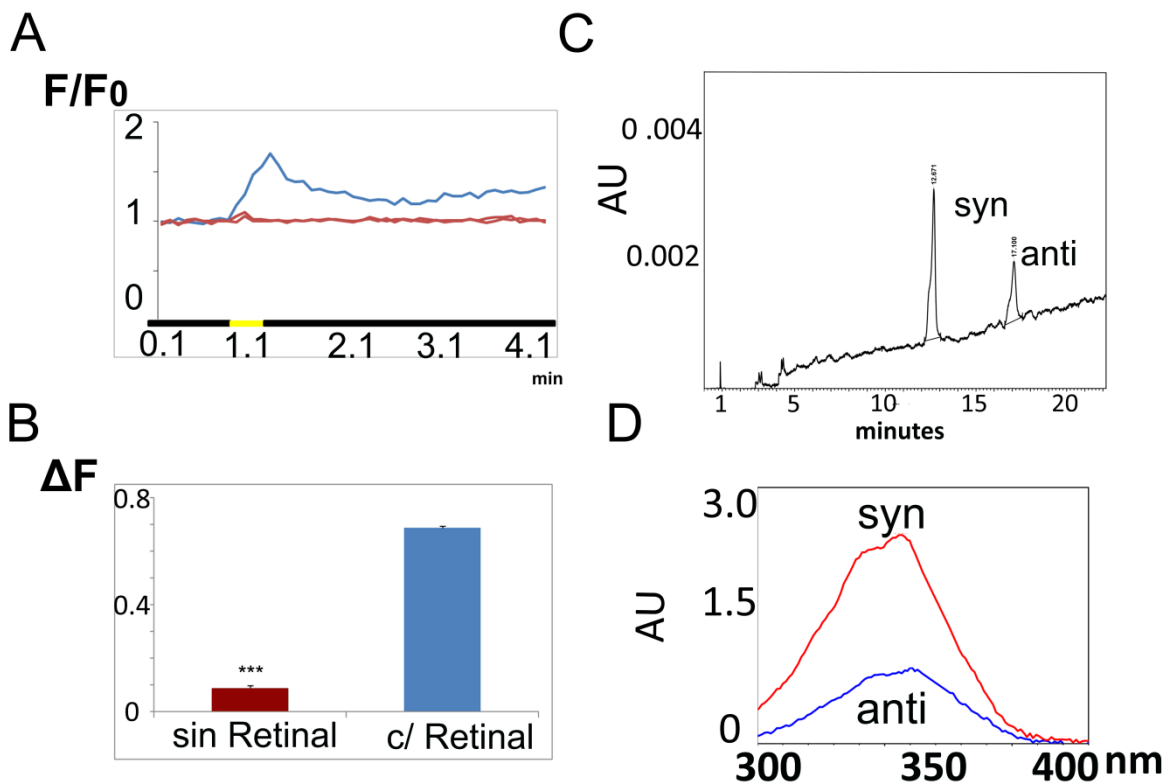 A
F/F0
2
1
0
0.1 1.1 2.1 3.1 4.1
min
B
ΔF
0.8
0.4
0
***
sin Retinal c/ Retinal
C
AU
0 .004
0.002
12.671
syn
17.100
anti
1 5 10 15 20
minutes
D
AU
3.0
1.5
0
syn
anti
300 350 400 nm